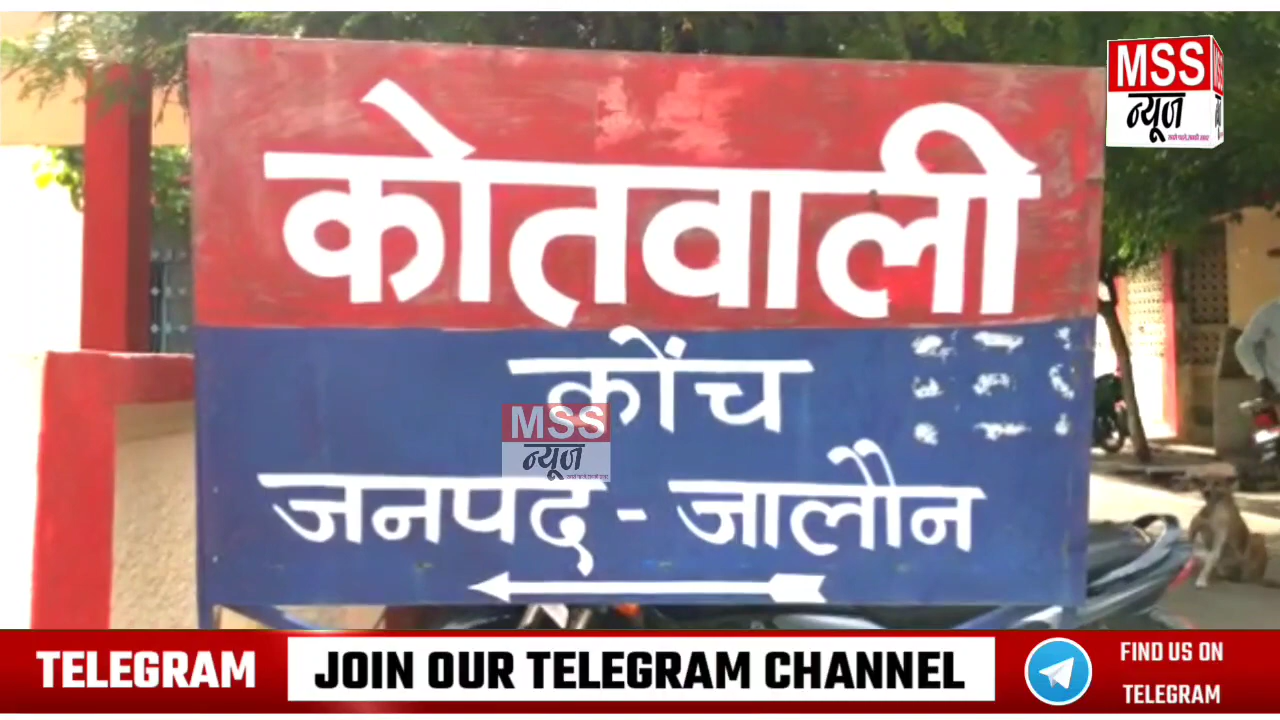 MSS
न्यूज
कोतवाली
कोंच
MSS
न्यूज
जनपद - जालौन
TELEGRAM
JOIN OUR TELEGRAM CHANNEL
FIND US ON
TELEGRAM